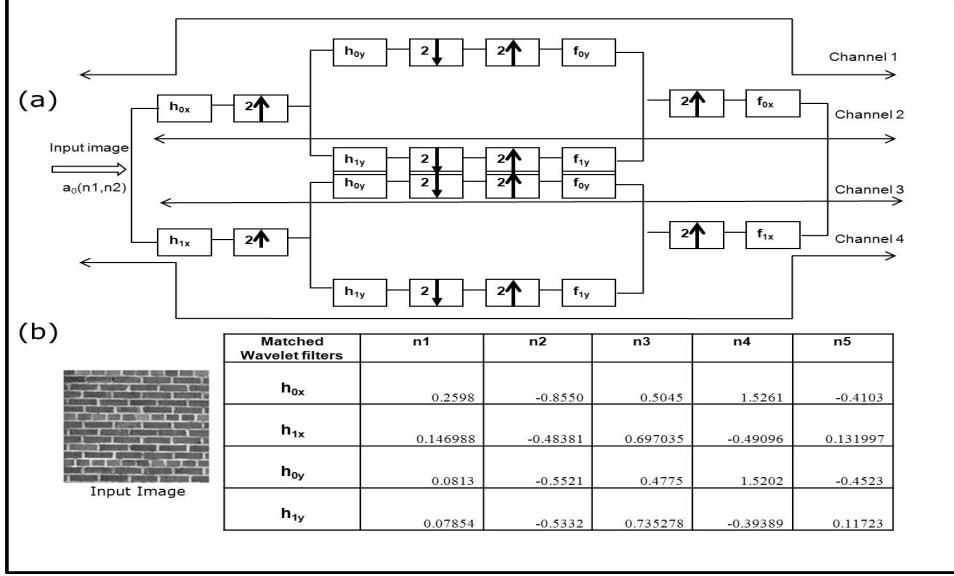 (a)
Channel 1
h0y 2 2 f0y
h0x 2 2 f0x
Channel 2
Input image
a0(n1,n2)
h1y 2 2 f1y
h0y 2 2 f0y
Channel 3
h1x 2 2 f1x
Channel 4
h1y 2 2 f1y
(b)
Input Image
Matched Wavelet filters n1 n2 n3 n4 n5
h0x 0.2598 -0.8550 0.5045 1.5261 -0.4103
h1x 0.146988 -0.48381 0.697035 -0.49096 0.131997
h0y 0.0813 -0.5521 0.4775 1.5202 -0.4523
h1y 0.07854 -0.5332 0.735278 -0.39389 0.11723